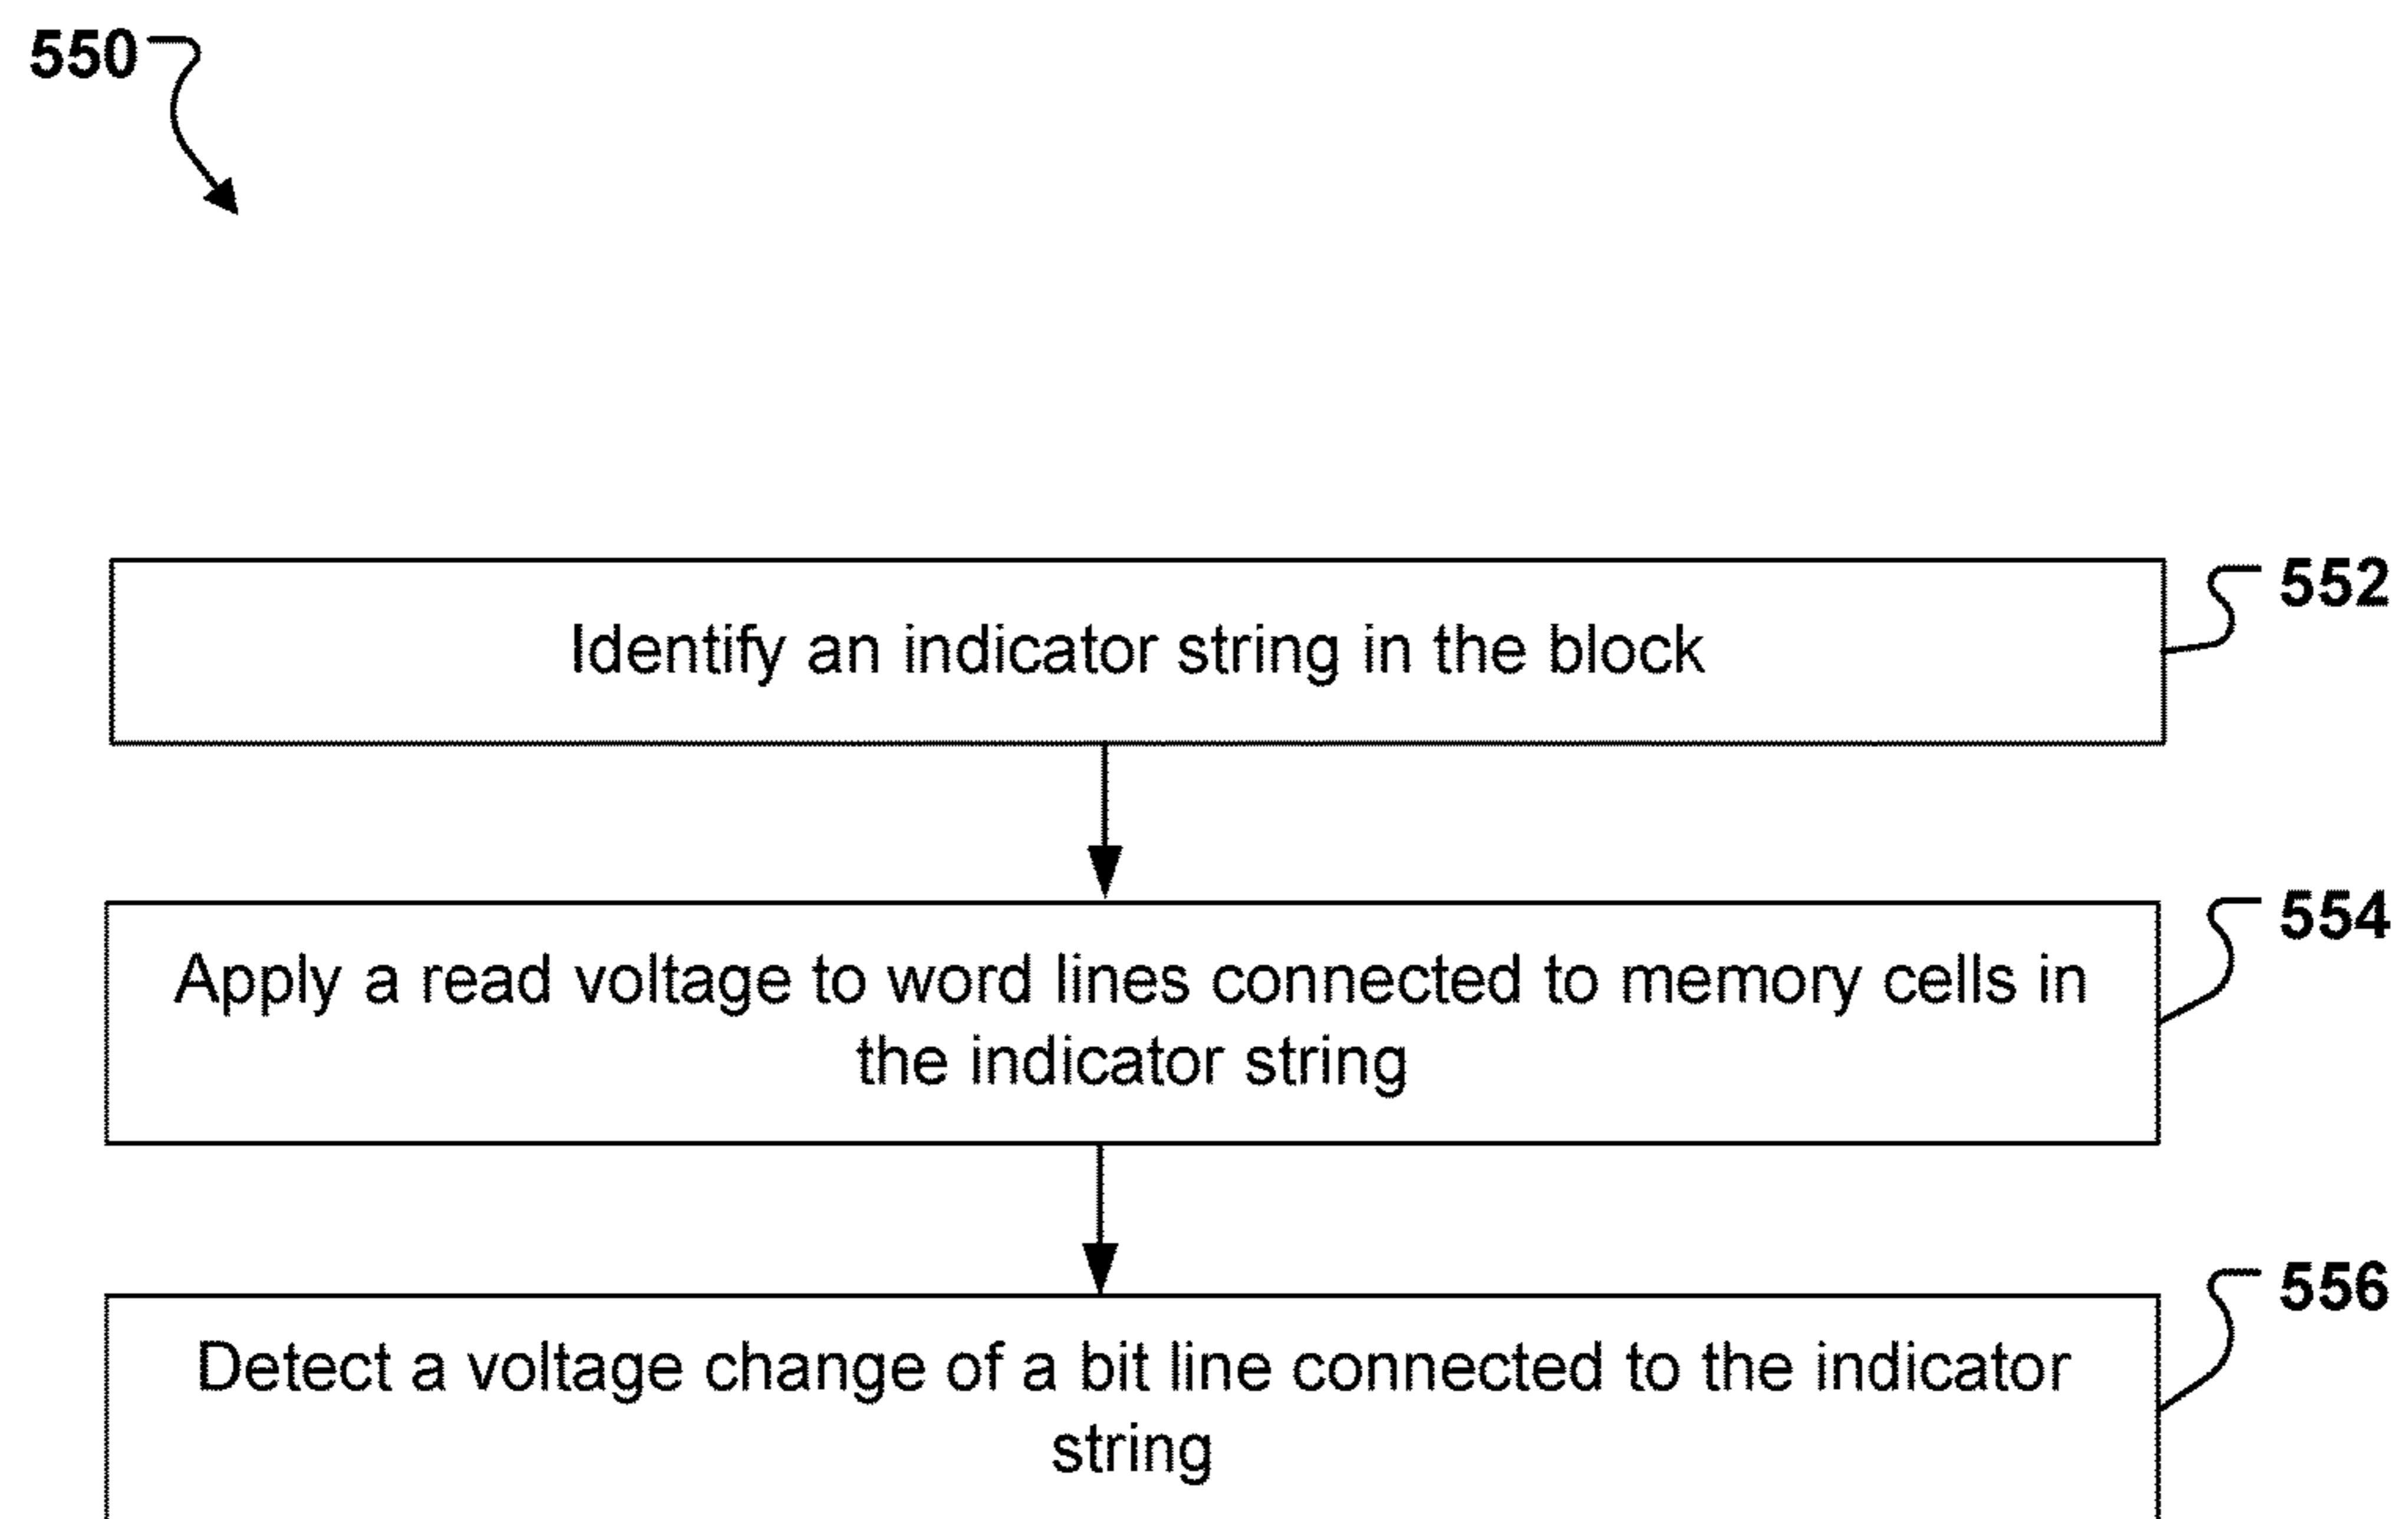 550
552
Identify an indicator string in the block
554
Apply a read voltage to word lines connected to memory cells in
the indicator string
556
Detect a voltage change of a bit line connected to the indicator
string